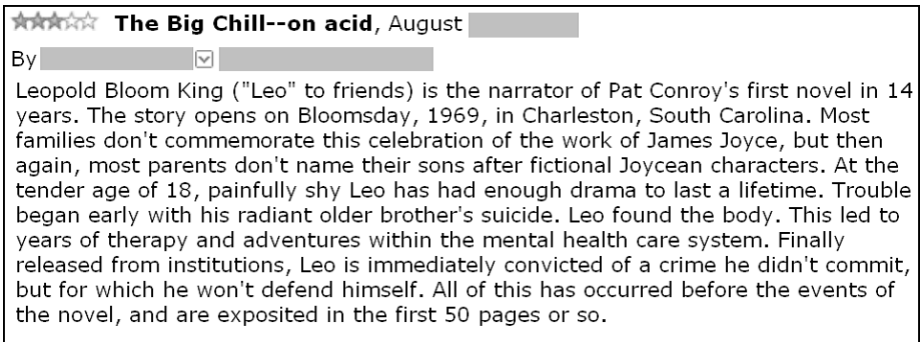 The Big Chill--on acid, August
By
Leopold Bloom King ("Leo" to friends) is the narrator of Pat Conroy's first novel in 14
years. The story opens on Bloomsday, 1969, in Charleston, South Carolina. Most
families don't commemorate this celebration of the work of James Joyce, but then
again, most parents don't name their sons after fictional Joycean characters. At the
tender age of 18, painfully shy Leo has had enough drama to last a lifetime. Trouble
began early with his radiant older brother's suicide. Leo found the body. This led to
years of therapy and adventures within the mental health care system. Finally
released from institutions, Leo is immediately convicted of a crime he didn't commit,
but for which he won't defend himself. All of this has occurred before the events of
the novel, and are exposited in the first 50 pages or so.